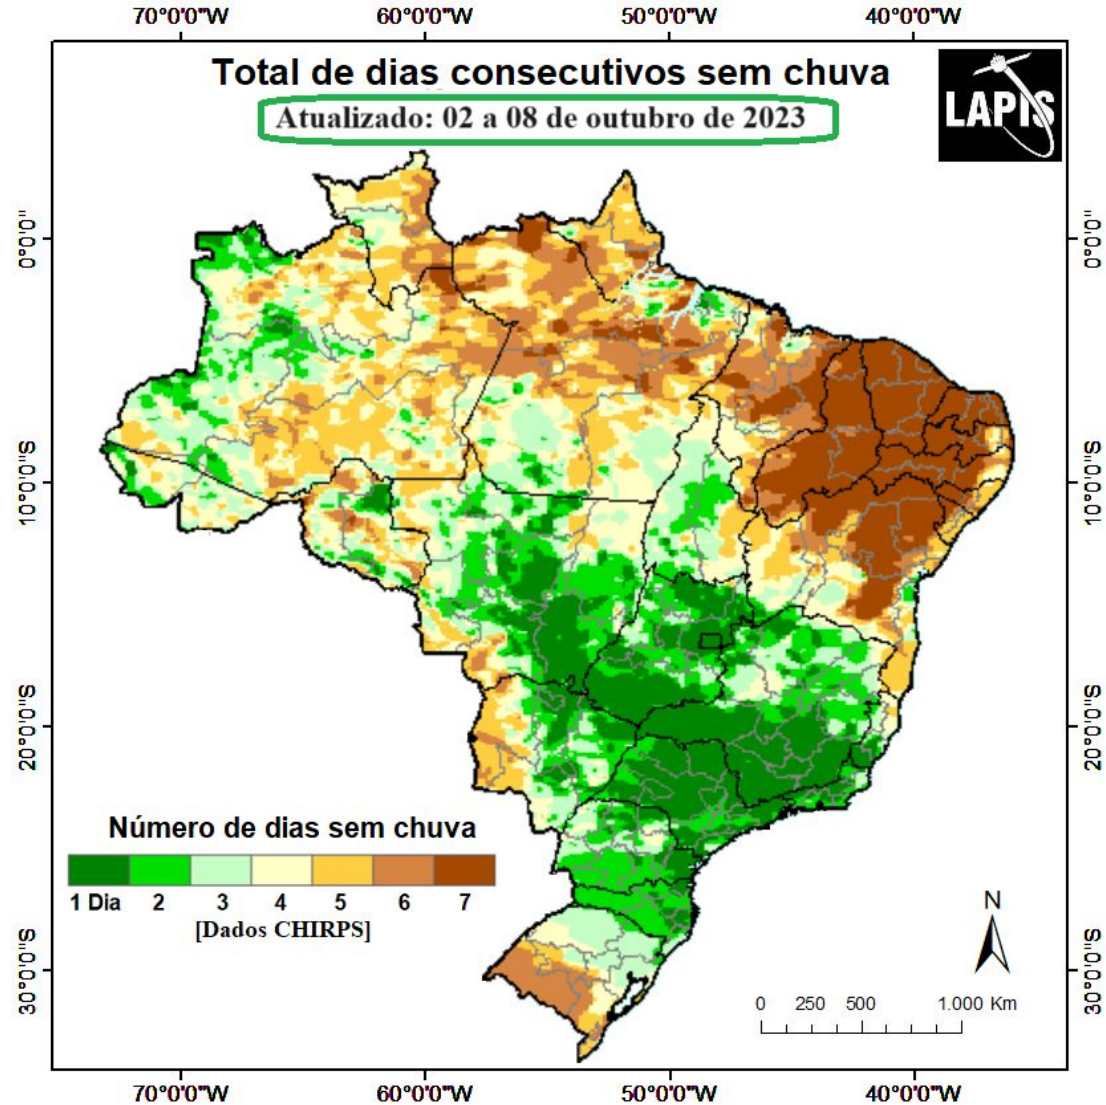 70°0'0"W 60°0'0"W 50°0'0"W 40°0'0"W
Total de dias consecutivos sem chuva
Atualizado: 02 a 08 de outubro de 2023
LAPIS
0°0'0"
0°0'0"
10°0'0"S
10°0'0"S
20°0'0"S
20°0'0"S
30°0'0"S
30°0'0"S
Número de dias sem chuva
1 Dia 2 3 4 5 6 7
[Dados CHIRPS]
N
0 250 500 1.000 Km
70°0'0"W 60°0'0"W 50°0'0"W 40°0'0"W